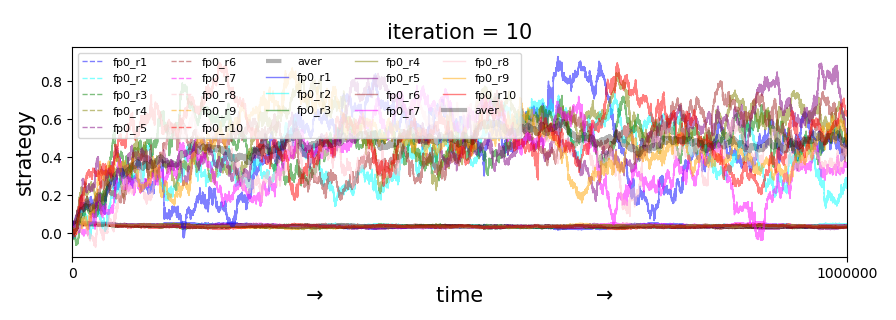 iteration = 10
strategy
0.8
0.6
0.4
0.2
0.0
fp0_r1
fp0_r2
fp0_r3
fp0_r4
fp0_r5
fp0_r6
fp0_r7
fp0_r8
fp0_r9
fp0_r10
aver
fp0_r1
fp0_r2
fp0_r3
fp0_r4
fp0_r5
fp0_r6
fp0_r7
fp0_r8
fp0_r9
fp0_r10
aver
0
1000000
→ time →